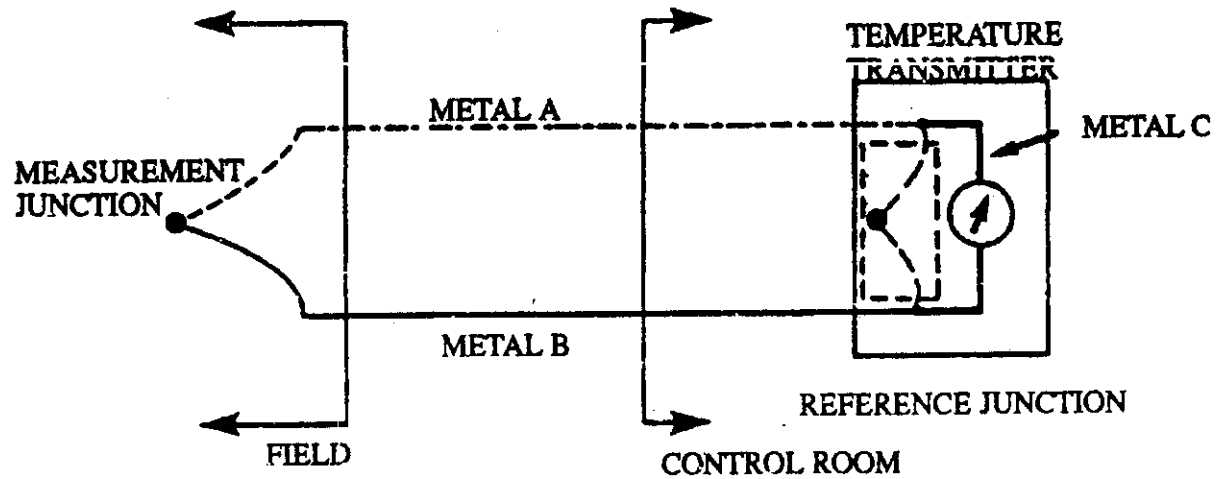 TEMPERATURE
TRANSMITTER
METAL A
METAL C
MEASUREMENT
JUNCTION
METAL B
REFERENCE JUNCTION
FIELD
CONTROL ROOM